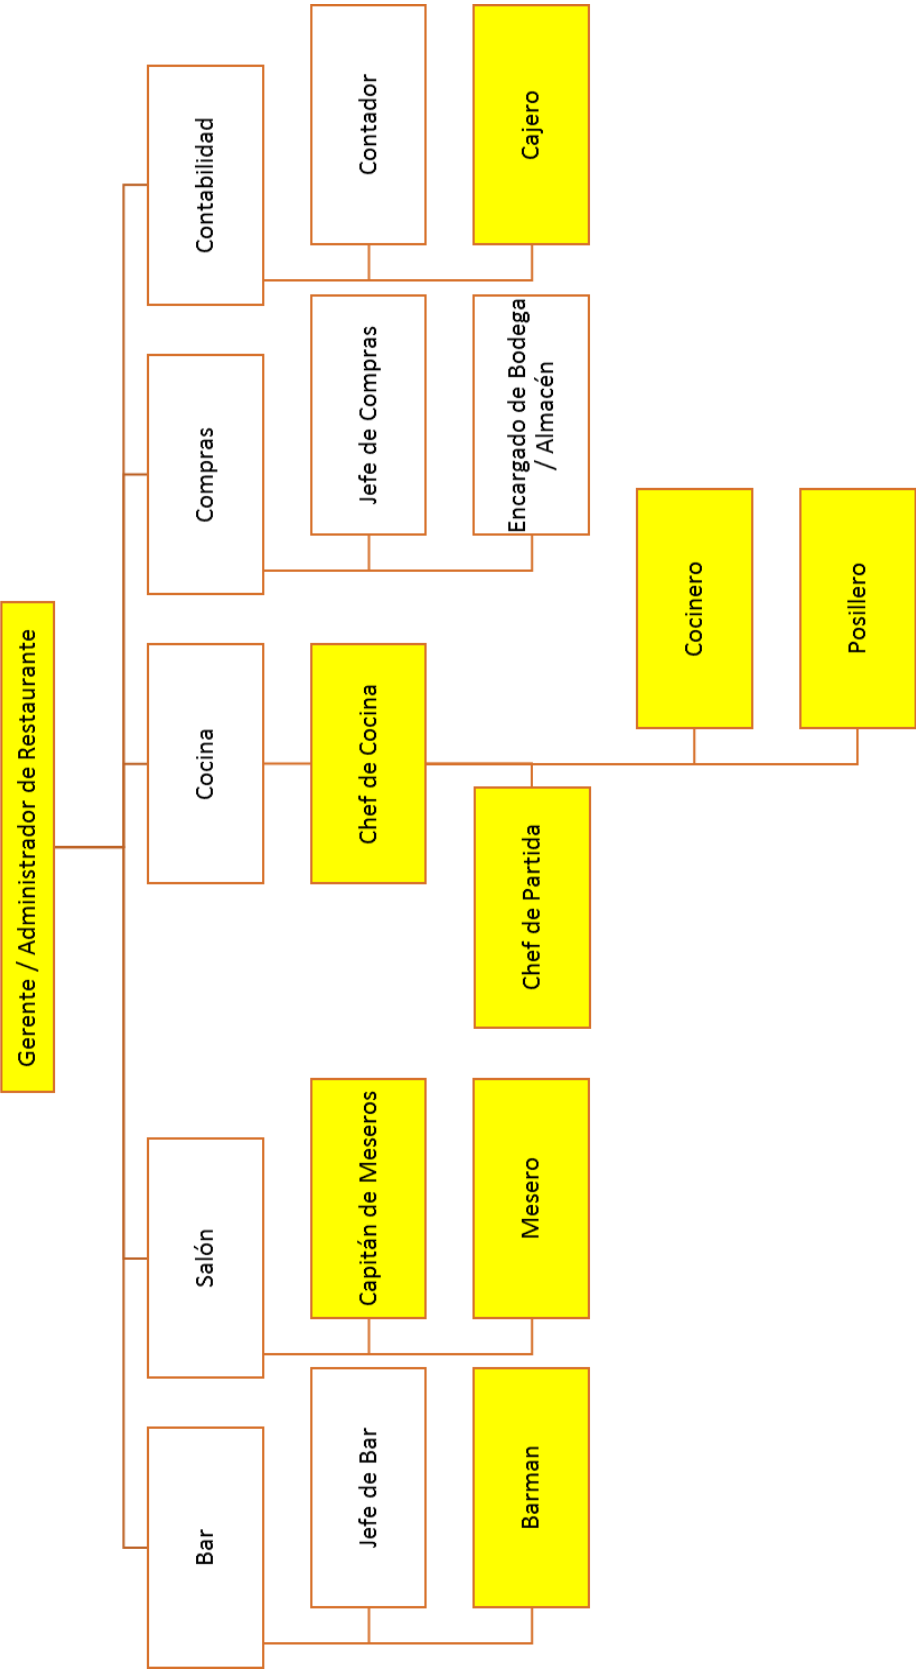 Gerente / Administrador de Restaurante
Bar
Salón
Cocina
Compras
Contabilidad
Jefe de Bar
Capitán de Meseros
Chef de Cocina
Jefe de Compras
Contador
Barman
Mesero
Chef de Partida
Encargado de Bodega
/ Almacén
Cajero
Cocinero
Posillero